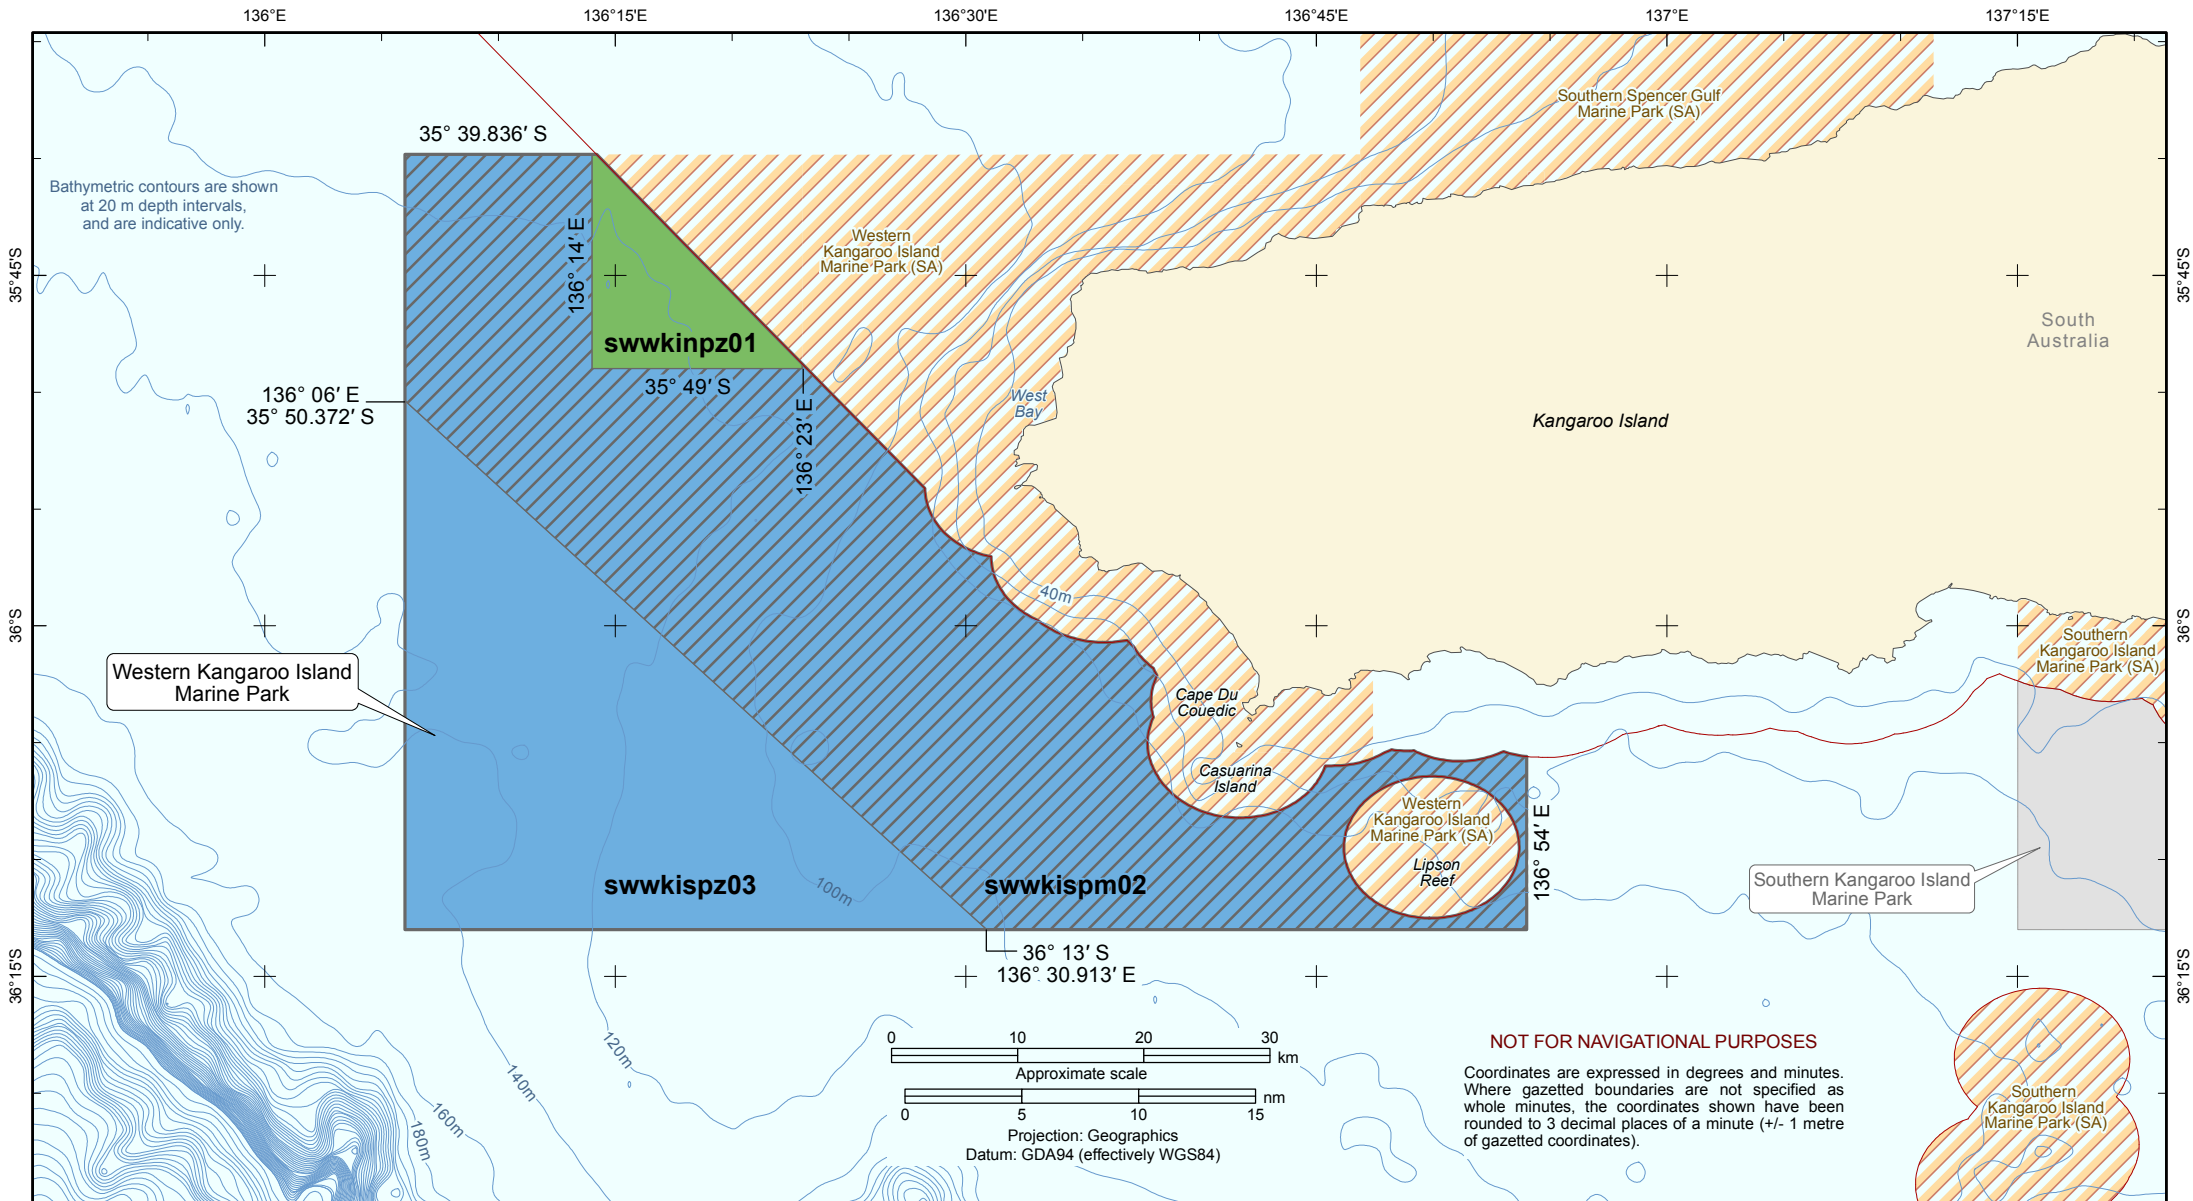 136°E
136°15'E
136°30'E
136°45'E
137°E
137°15'E
35° 39.836′ S
Southern Spencer Gulf
Marine Park (SA)
Bathymetric contours are shown
at 20 m depth intervals,
and are indicative only.
136° 14′ E
Western
Kangaroo Island
Marine Park (SA)
35°45'S
35°45'S
South
Australia
swwkinpz01
35° 49′ S
136° 06′ E
35° 50.372′ S
136° 23′ E
West
Bay
Kangaroo Island
40m
36°S
36°S
Southern
Kangaroo Island
Marine Park (SA)
Western Kangaroo Island
Marine Park
Cape Du
Couedic
Casuarina
Island
Western
Kangaroo Island
Marine Park (SA)
Lipson
Reef
136° 54′ E
swwkispz03
100m
swwkispm02
Southern Kangaroo Island
Marine Park
36° 13′ S
136° 30.913′ E
36°15'S
36°15'S
120m
140m
160m
180m
0 10 20 30
km
Approximate scale
nm
0 5 10 15
Projection: Geographics
Datum: GDA94 (effectively WGS84)
NOT FOR NAVIGATIONAL PURPOSES
Coordinates are expressed in degrees and minutes.
Where gazetted boundaries are not specified as
whole minutes, the coordinates shown have been
rounded to 3 decimal places of a minute (+/- 1 metre
of gazetted coordinates).
Southern
Kangaroo Island
Marine Park (SA)